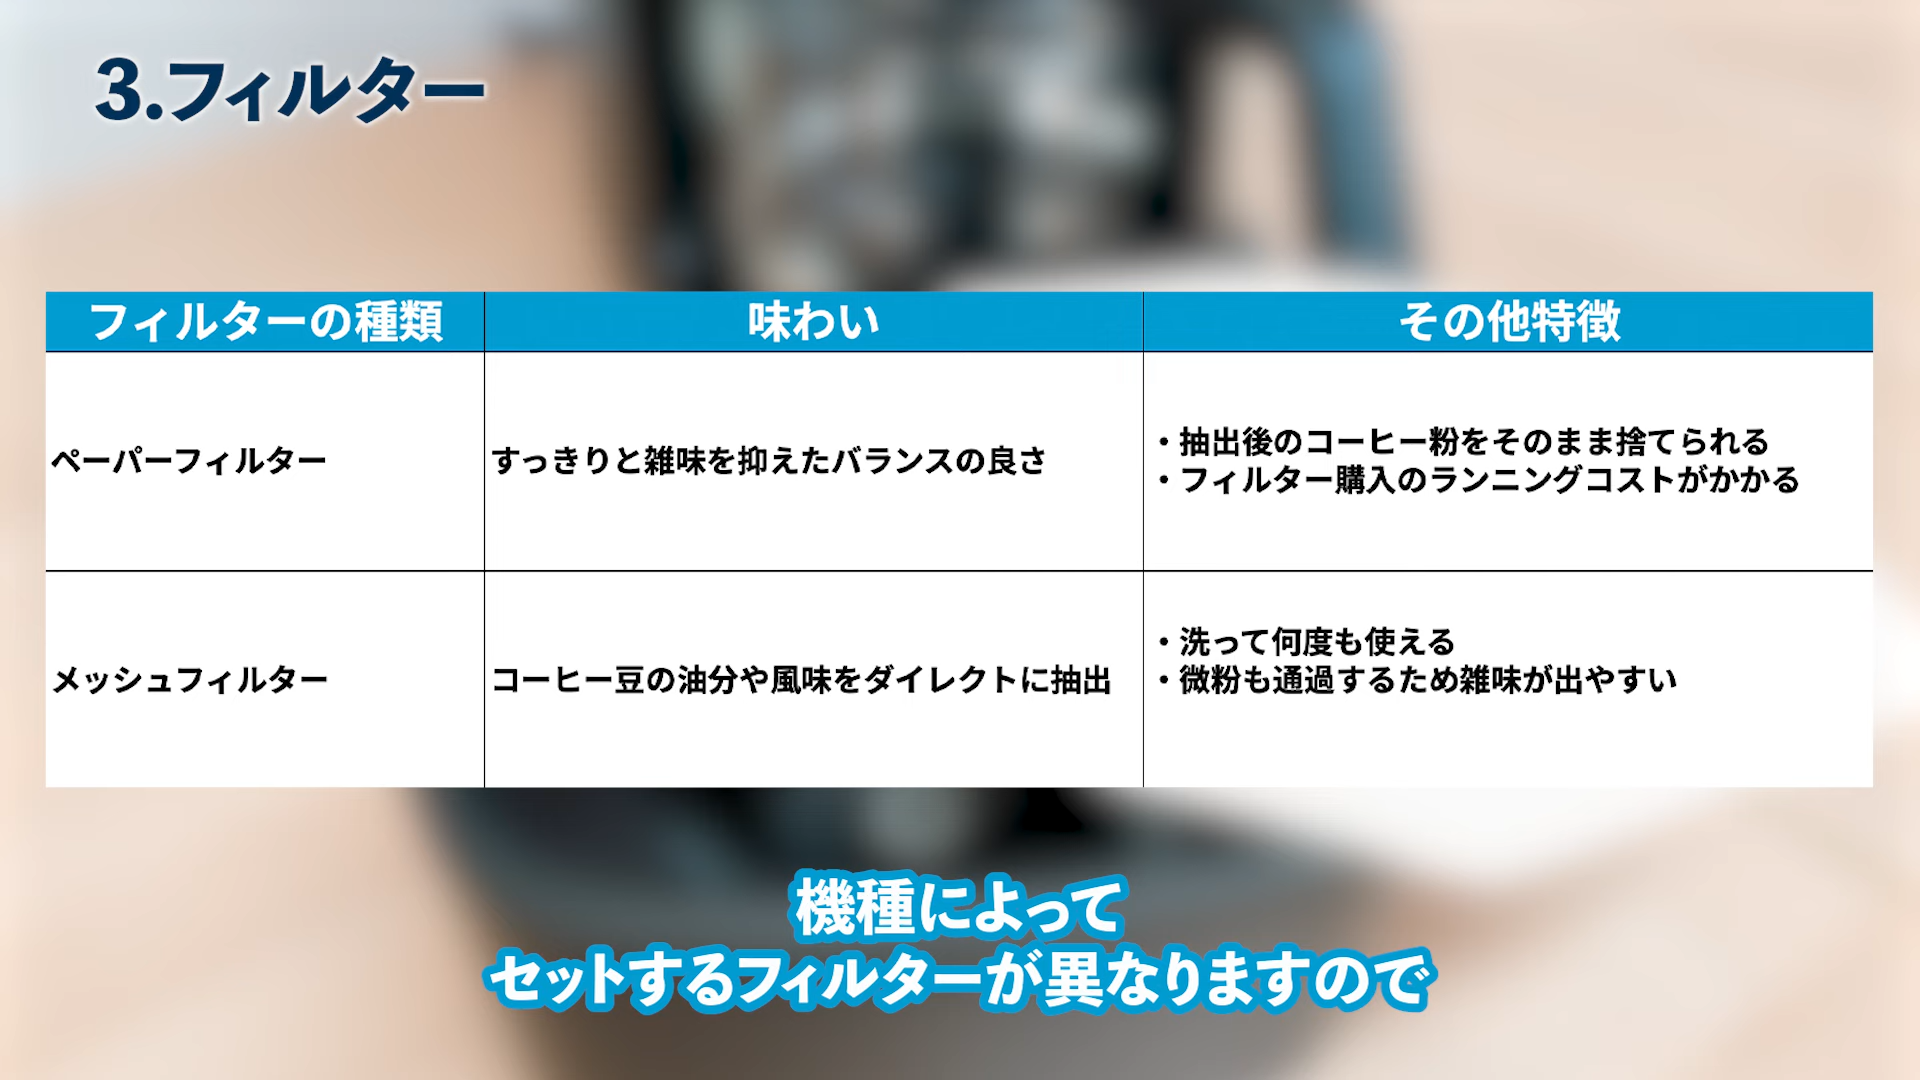 3.フィルター
フィルターの種類 味わい その他特徴
ペーパーフィルター すっきりと雑味を抑えたバランスの良さ
・抽出後のコーヒー粉をそのまま捨てられる
・フィルター購入のランニングコストがかかる
メッシュフィルター コーヒー豆の油分や風味をダイレクトに抽出
・洗って何度も使える
・微粉も通過するため雑味が出やすい
機種によって
セットするフィルターが異なりますので